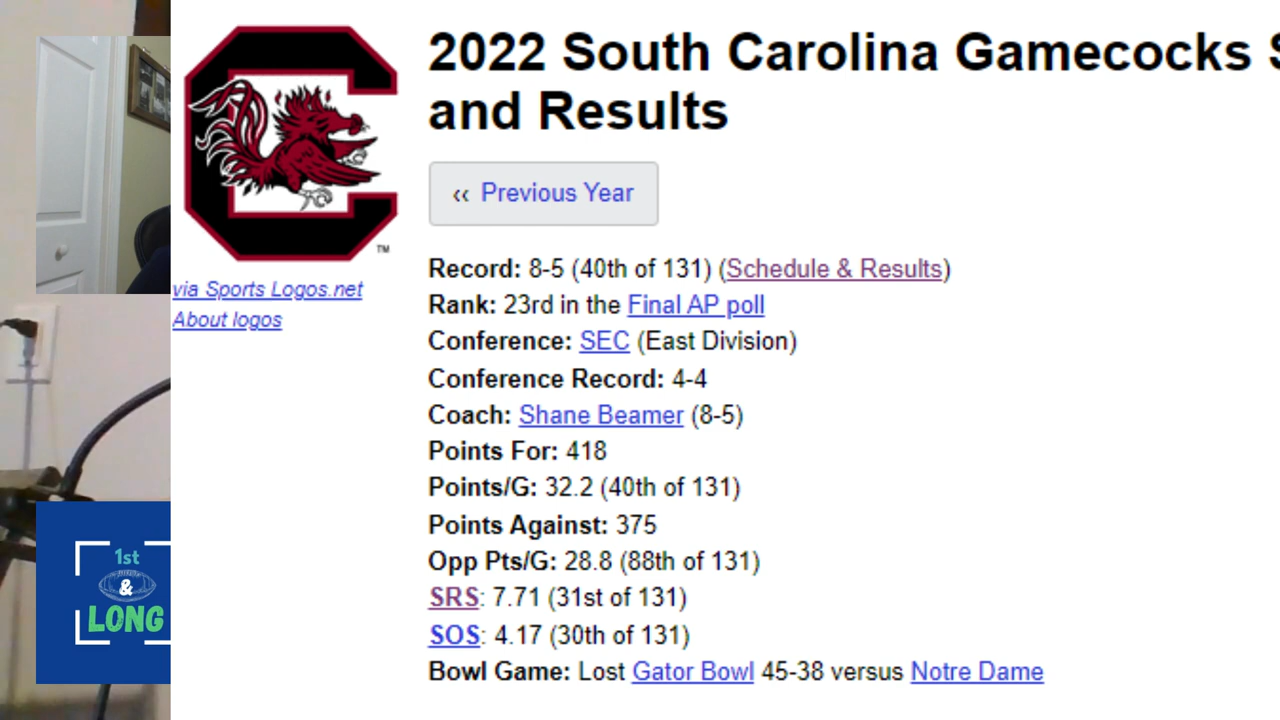 2022 South Carolina Gamecocks
and Results
‹‹ Previous Year
TM
via Sports Logos.net
About logos
Record: 8-5 (40th of 131) (Schedule & Results)
Rank: 23rd in the Final AP poll
Conference: SEC (East Division)
Conference Record: 4-4
Coach: Shane Beamer (8-5)
Points For: 418
Points/G: 32.2 (40th of 131)
Points Against: 375
Opp Pts/G: 28.8 (88th of 131)
SRS: 7.71 (31st of 131)
SOS: 4.17 (30th of 131)
Bowl Game: Lost Gator Bowl 45-38 versus Notre Dame
1st
&
LONG